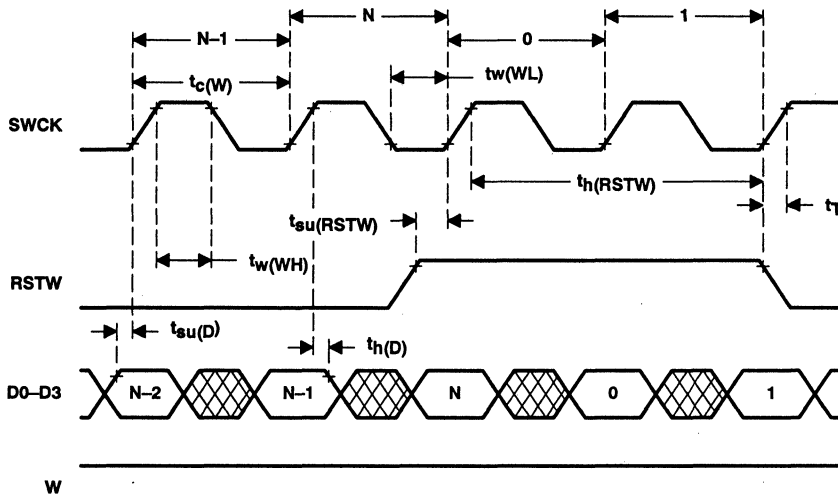 N–1
N
0
1
tc(W)
tw(WL)
SWCK
th(RSTW)
tsu(RSTW)
tT
tw(WH)
RSTW
tsu(D)
th(D)
D0–D3
N–2
N–1
N
0
1
W